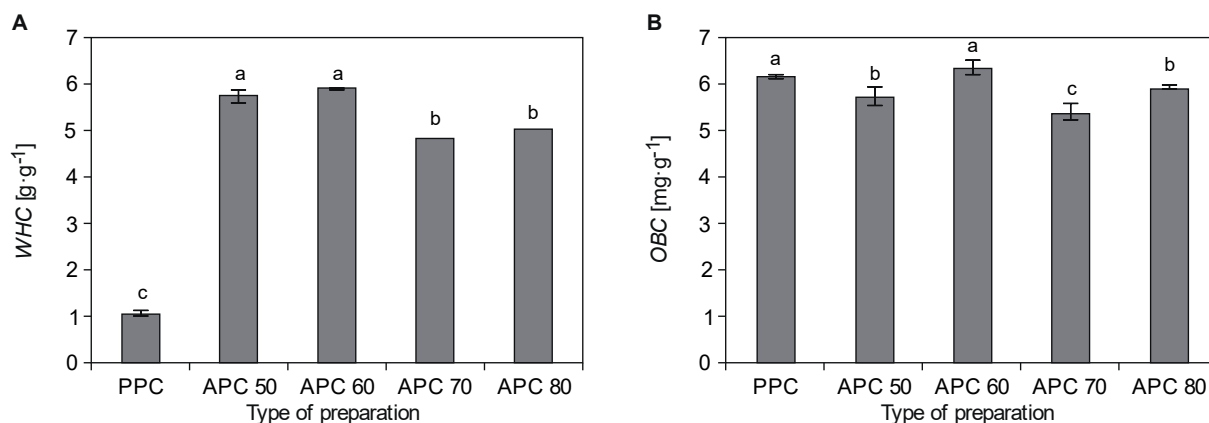 A
WHC [g·g⁻¹]
7
6
5
4
3
2
1
0
c
a
a
b
b
PPC APC 50 APC 60 APC 70 APC 80
Type of preparation
B
OBC [mg·g⁻¹]
7
6
5
4
3
2
1
0
a
b
a
c
b
PPC APC 50 APC 60 APC 70 APC 80
Type of preparation